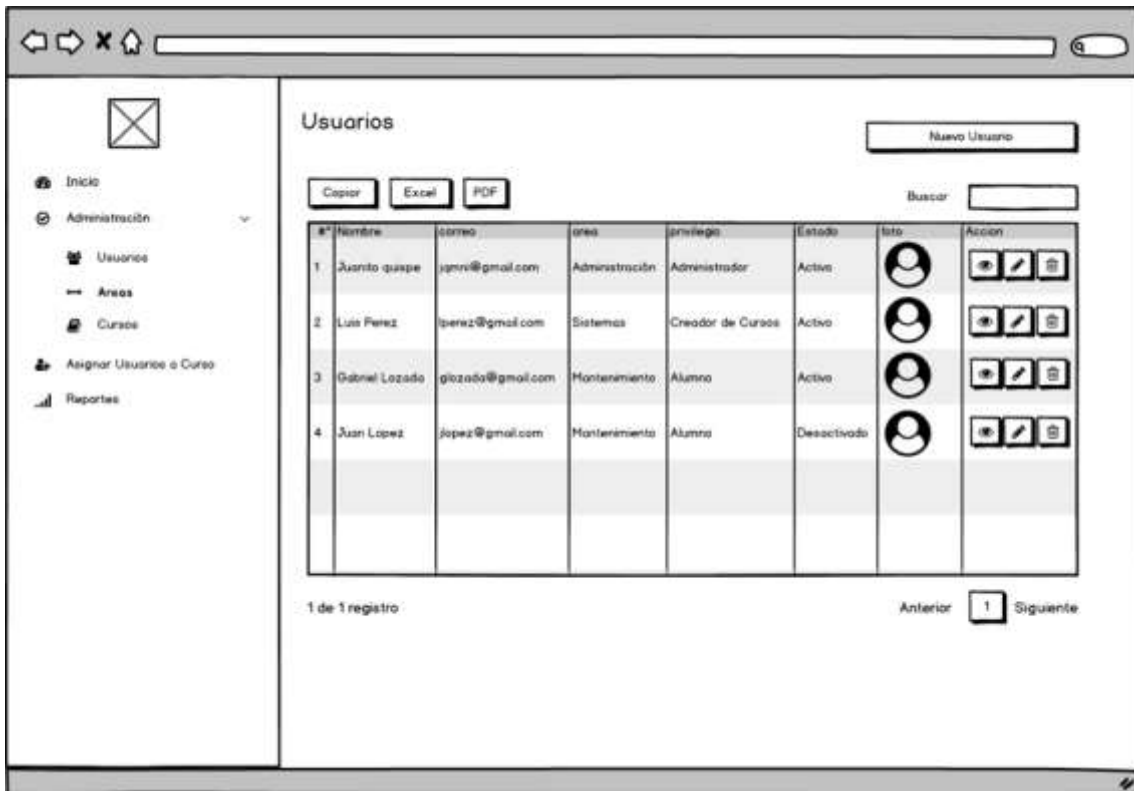 Usuarios
Nuevo Usuario
Inicio
Administración
Usuarios
Areas
Cursos
Asignar Usuarios a Curso
Reportes
Copiar Excel PDF
Buscar
#° Nombre correo area privilegio Estado foto Accion
1 Juanito quispe @gmail.com Administración Administrador Activo
2 Luis Perez lperez@gmail.com Sistemas Creador de Cursos Activo
3 Gabriel Lozada glozada@gmail.com Mantenimiento Alumno Activo
4 Juan Lopez jlopez@gmail.com Mantenimiento Alumno Desactivado
1 de 1 registro
Anterior 1 Siguiente